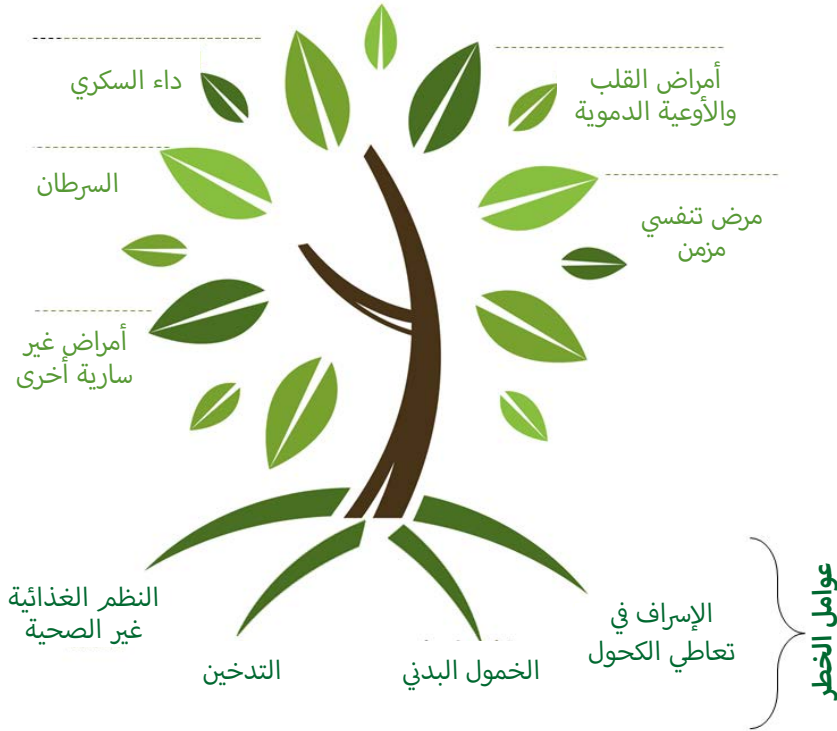 أمراض القلب
والأوعية الدموية
داء السكري
مرض تنفسي
مزمن
السرطان
أمراض غير
سارية أخرى
الإسراف في
تعاطي الكحول
الخمول البدني
التدخين
النظم الغذائية
غير الصحية
عوامل الخطر